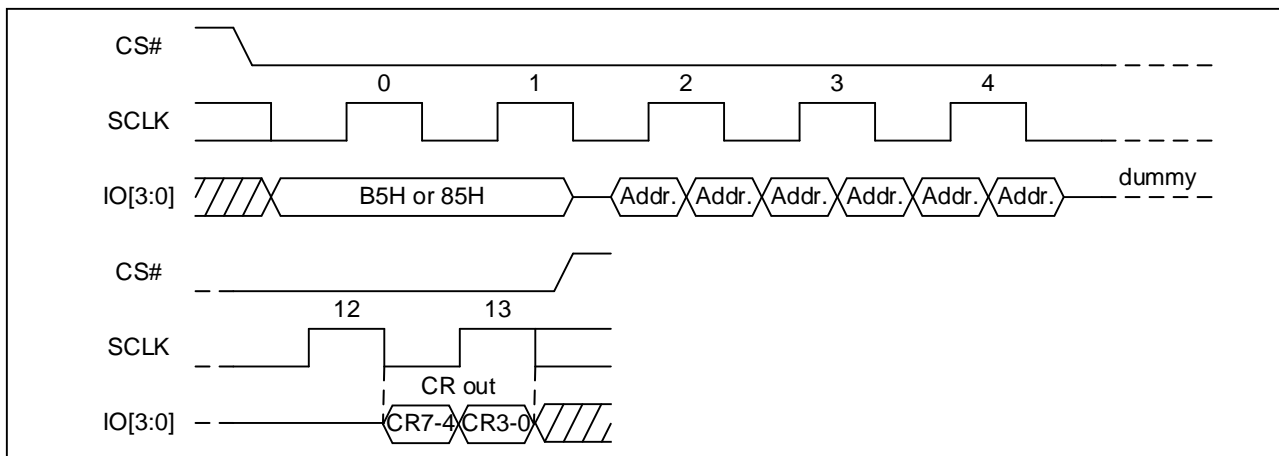 CS#
0 1 2 3 4
SCLK
IO[3:0] B5H or 85H Addr. Addr. Addr. Addr. Addr. Addr. dummy
CS#
12 13
SCLK
CR out
IO[3:0] CR7-4 CR3-0